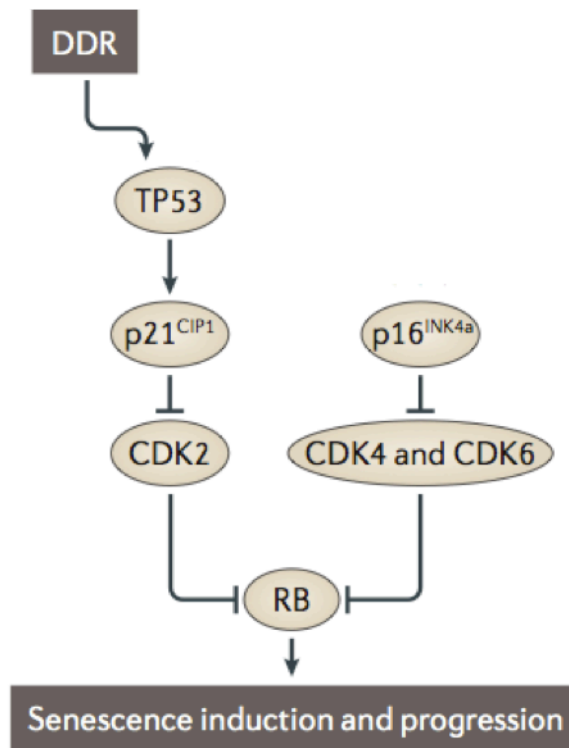 DDR
TP53
p21CIP1
p16INK4a
CDK2
CDK4 and CDK6
RB
Senescence induction and progression